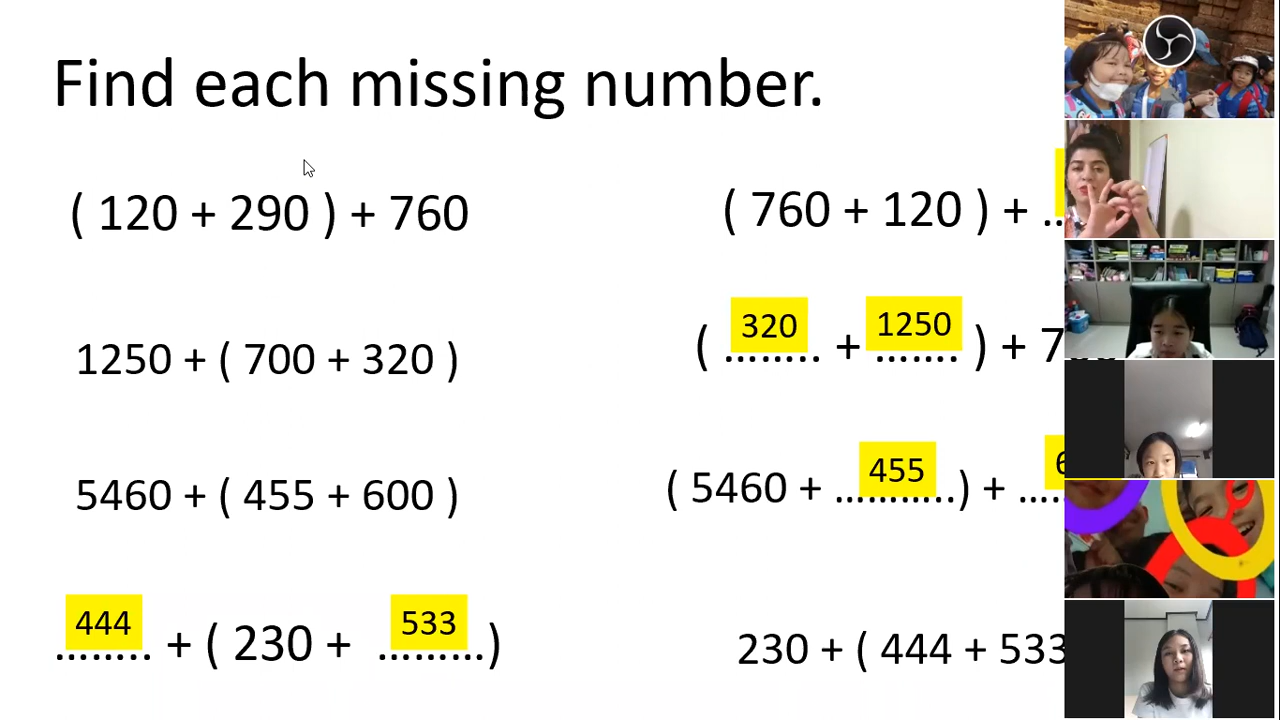 Find each missing number.
( 120 + 290 ) + 760
( 760 + 120 ) + ..
1250 + ( 700 + 320 )
( 320 + 1250 ) + 7
5460 + ( 455 + 600 )
( 5460 + 455 ) + 6
444 + ( 230 + 533 )
230 + ( 444 + 533